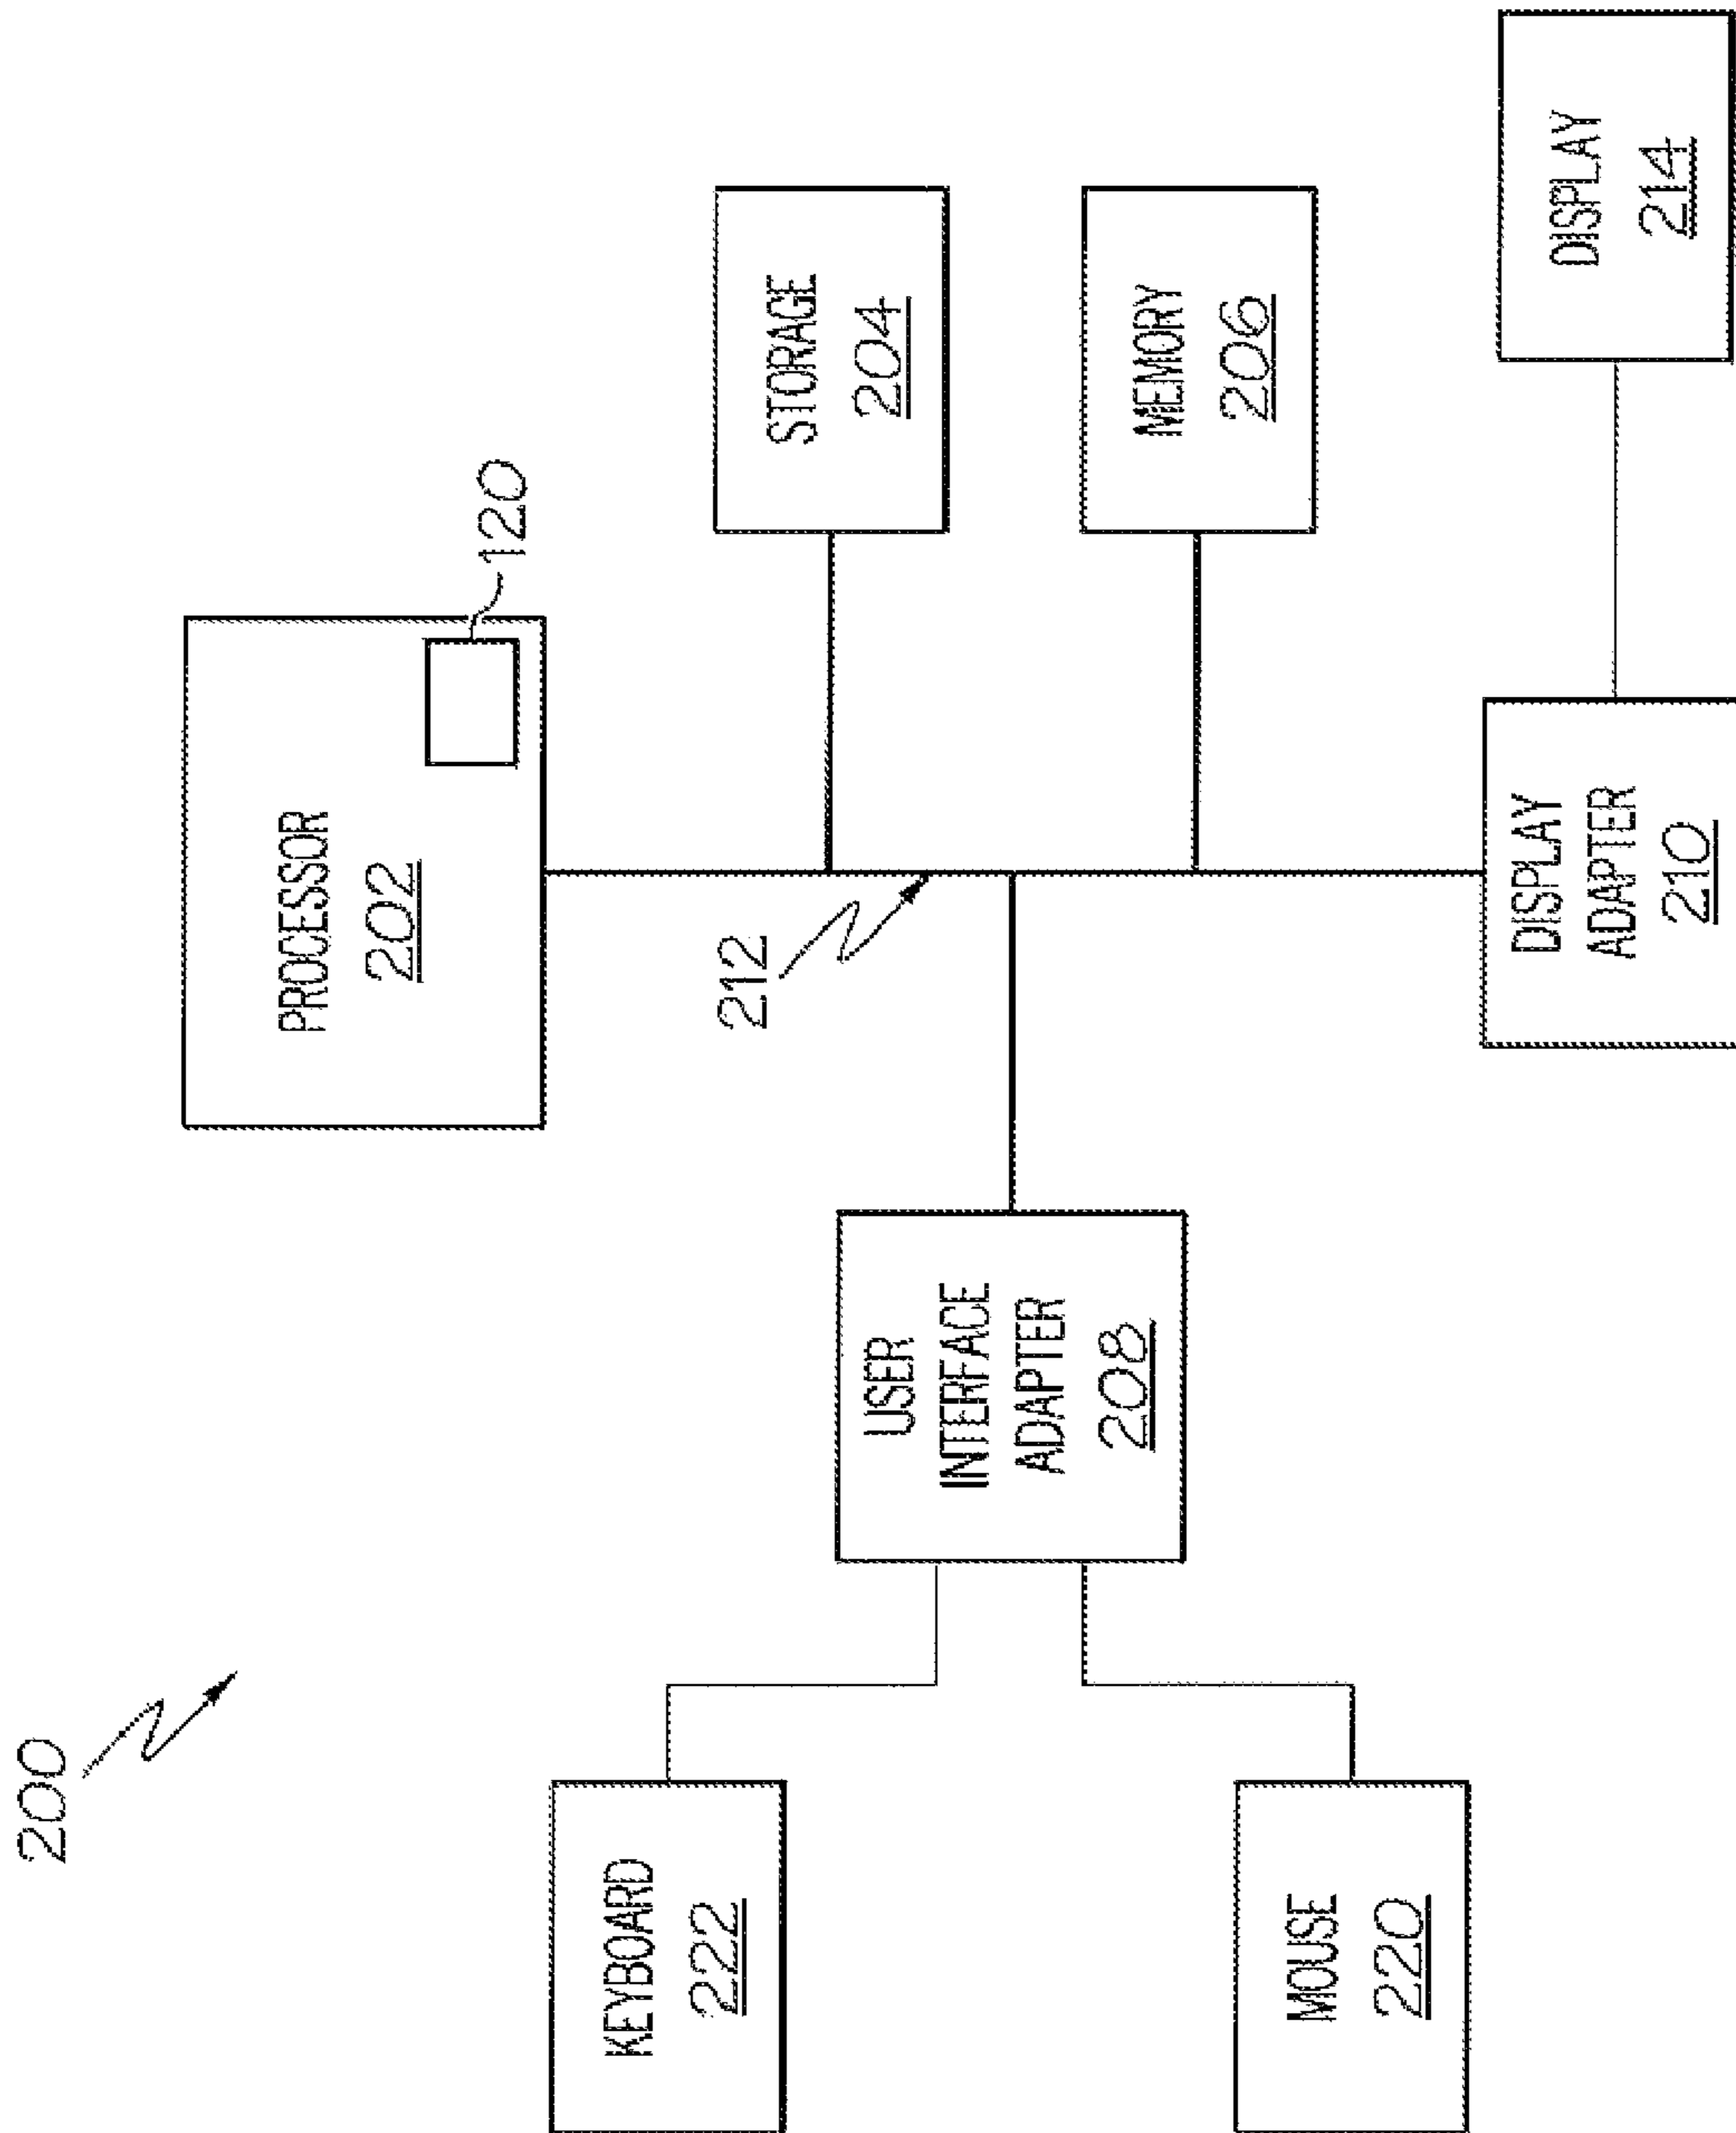 200
PROCESSOR
202
120
KEYBOARD
222
212
STORAGE
204
USER
INTERFACE
ADAPTER
208
MEMORY
206
MOUSE
220
DISPLAY
ADAPTER
210
DISPLAY
214